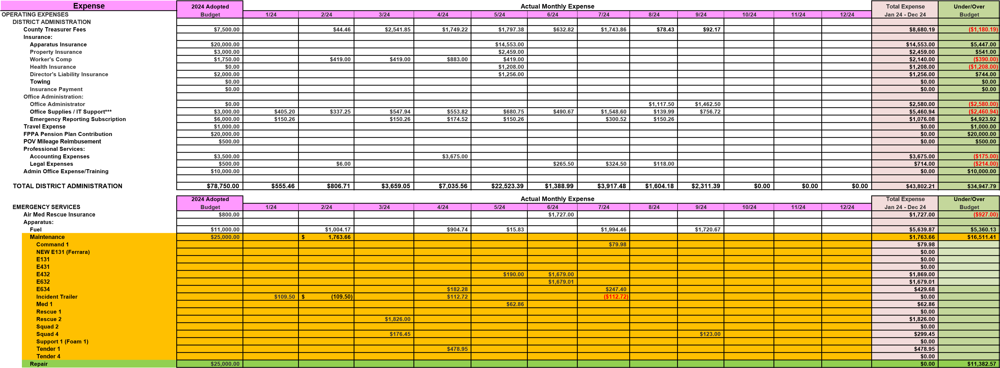 Expense 2024 Adopted Actual Monthly Expense Total Expense Under/Over
OPERATING EXPENSES Budget 1/24 2/24 3/24 4/24 5/24 6/24 7/24 8/24 9/24 10/24 11/24 12/24 Jan 24 - Dec 24 Budget
DISTRICT ADMINISTRATION
County Treasurer Fees $7,500.00 $44.46 $2,541.85 $1,749.22 $1,797.38 $632.82 $1,743.86 $78.43 $92.17 $8,680.19 ($1,180.19)
Insurance:
Apparatus Insurance $20,000.00 $14,553.00 $14,553.00 $5,447.00
Property Insurance $3,000.00 $2,459.00 $2,459.00 $541.00
Worker's Comp $1,750.00 $419.00 $419.00 $883.00 $419.00 $2,140.00 ($390.00)
Health Insurance $0.00 $1,208.00 $1,208.00 ($1,208.00)
Director's Liability Insurance $2,000.00 $1,256.00 $1,256.00 $744.00
Towing $0.00 $0.00 $0.00
Insurance Payment $0.00 $0.00 $0.00
Office Administration:
Office Administrator $0.00 $1,117.50 $1,462.50 $2,580.00 ($2,580.00)
Office Supplies / IT Support*** $3,000.00 $405.20 $337.25 $547.94 $553.82 $680.75 $490.67 $1,548.60 $139.99 $756.72 $5,460.94 ($2,460.94)
Emergency Reporting Subscription $6,000.00 $150.26 $150.26 $174.52 $150.26 $300.52 $150.26 $1,076.08 $4,923.92
Travel Expense $1,000.00 $0.00 $1,000.00
FPPA Pension Plan Contribution $20,000.00 $0.00 $20,000.00
POV Mileage Reimbusement $500.00 $0.00 $500.00
Professional Services:
Accounting Expenses $3,500.00 $3,675.00 $3,675.00 ($175.00)
Legal Expenses $500.00 $6.00 $265.50 $324.50 $118.00 $714.00 ($214.00)
Admin Office Expense/Training $10,000.00 $0.00 $10,000.00
TOTAL DISTRICT ADMINISTRATION $78,750.00 $555.46 $806.71 $3,659.05 $7,035.56 $22,523.39 $1,388.99 $3,917.48 $1,604.18 $2,311.39 $0.00 $0.00 $0.00 $43,802.21 $34,947.79
2024 Adopted Actual Monthly Expense Total Expense Under/Over
EMERGENCY SERVICES Budget 1/24 2/24 3/24 4/24 5/24 6/24 7/24 8/24 9/24 10/24 11/24 12/24 Jan 24 - Dec 24 Budget
Air Med Rescue Insurance $800.00 $1,727.00 $1,727.00 ($927.00)
Apparatus:
Fuel $11,000.00 $1,004.17 $904.74 $15.83 $1,994.46 $1,720.67 $5,639.87 $5,360.13
Maintenance $25,000.00 $ 1,763.66 $1,763.66 $16,511.41
Command 1 $79.98 $79.98
NEW E131 (Ferrara) $0.00
E131 $0.00
E431 $0.00
E432 $190.00 $1,679.00 $1,869.00
E632 $1,679.01 $1,679.01
E634 $182.28 $247.40 $429.68
Incident Trailer $109.50 $ (109.50) $112.72 ($112.72) $0.00
Med 1 $62.86 $62.86
Rescue 1 $0.00
Rescue 2 $1,826.00 $1,826.00
Squad 2 $0.00
Squad 4 $176.45 $123.00 $299.45
Support 1 (Foam 1) $0.00
Tender 1 $478.95 $478.95
Tender 4 $0.00
Repair $25,000.00 $0.00 $11,382.57